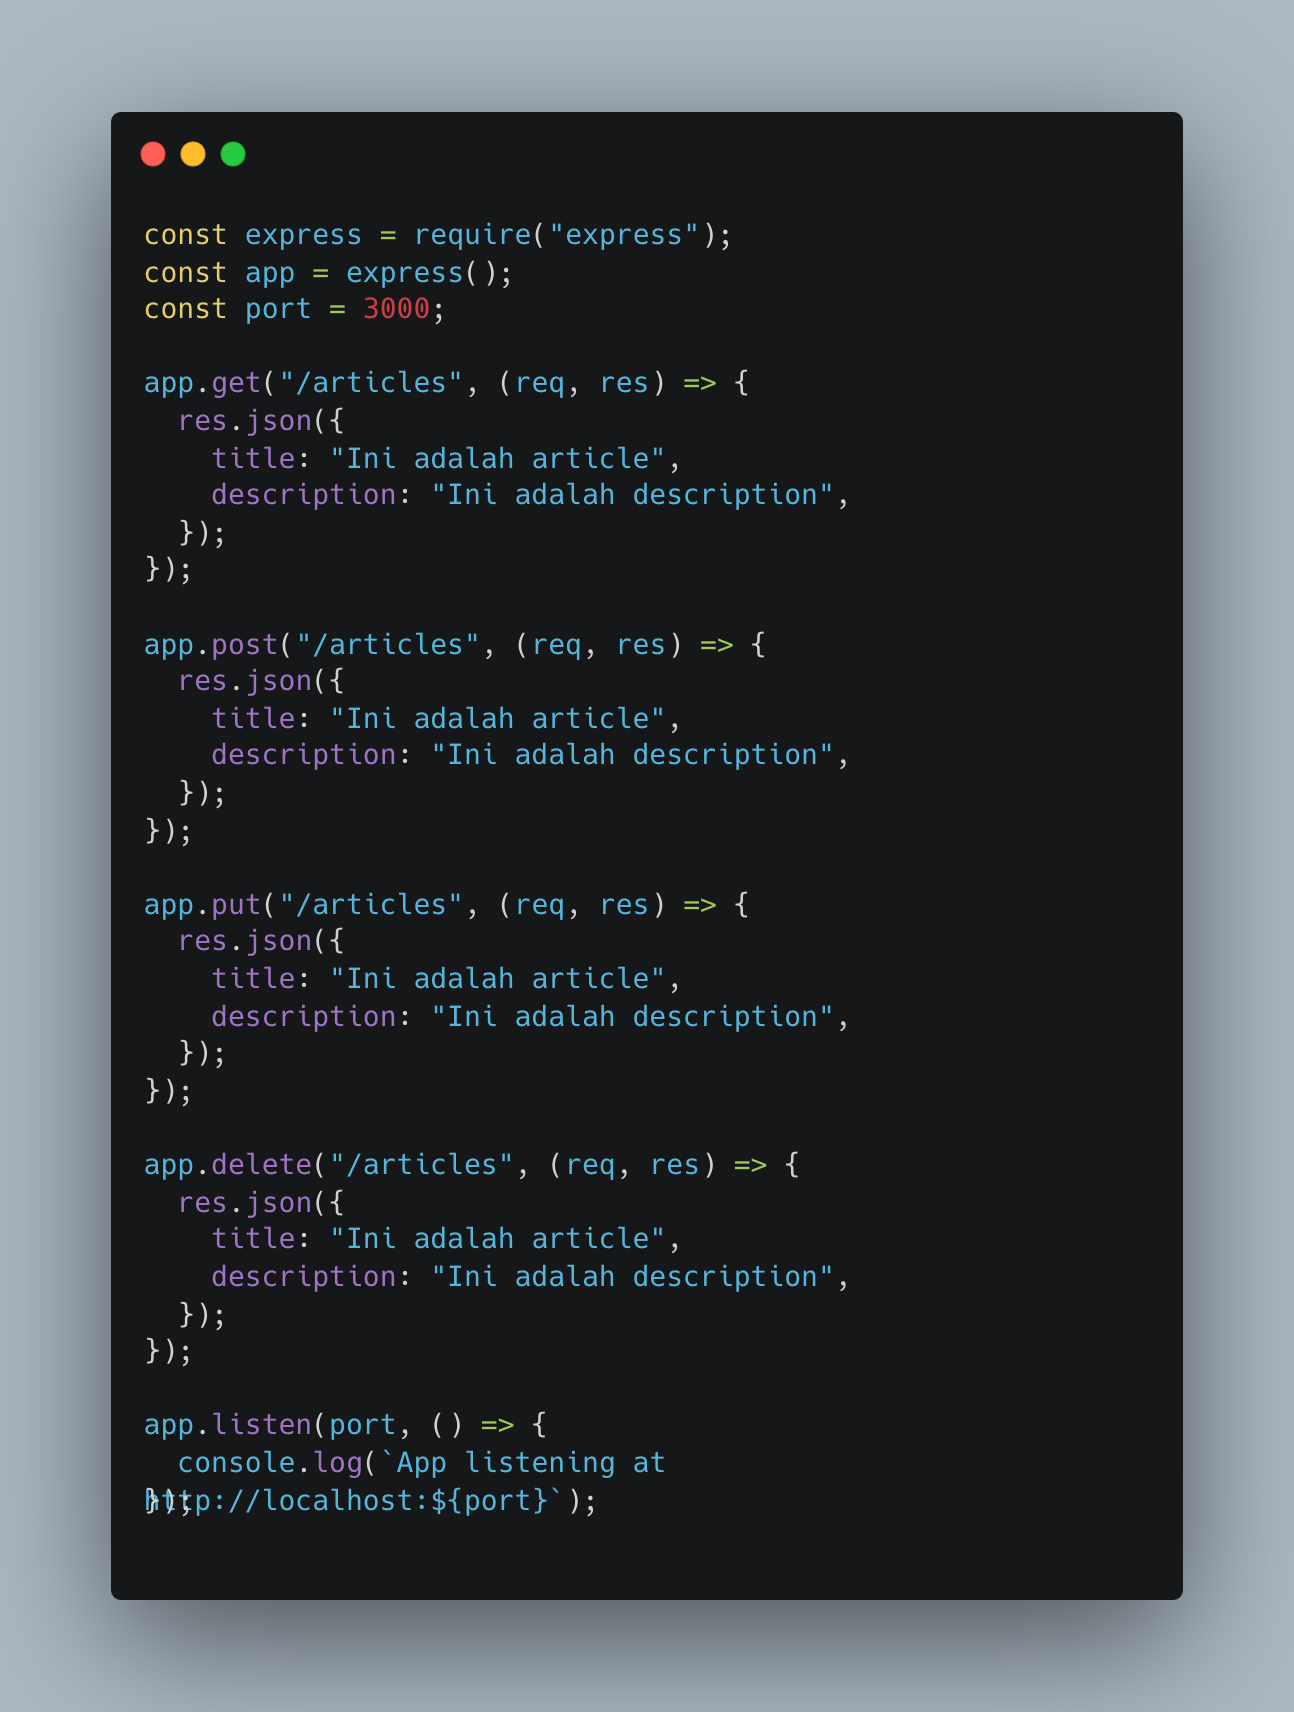 const express = require("express");
const app = express();
const port = 3000;

app.get("/articles", (req, res) => {
  res.json({
    title: "Ini adalah article",
    description: "Ini adalah description",
  });
});

app.post("/articles", (req, res) => {
  res.json({
    title: "Ini adalah article",
    description: "Ini adalah description",
  });
});

app.put("/articles", (req, res) => {
  res.json({
    title: "Ini adalah article",
    description: "Ini adalah description",
  });
});

app.delete("/articles", (req, res) => {
  res.json({
    title: "Ini adalah article",
    description: "Ini adalah description",
  });
});

app.listen(port, () => {
  console.log(`App listening at
http://localhost:${port}`);
});